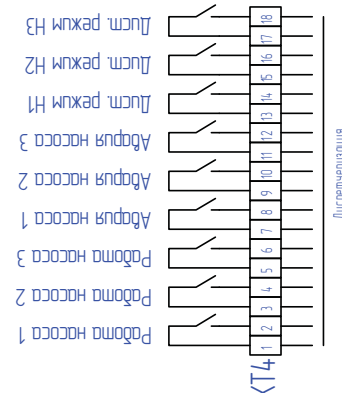 ХТ4
Работа насоса 1
Работа насоса 2
Работа насоса 3
Авария насоса 1
Авария насоса 2
Авария насоса 3
Дист. режим Н1
Дист. режим Н2
Дист. режим Н3
1
2
3
4
5
6
7
8
9
10
11
12
13
14
15
16
17
18
Диспетчеризация